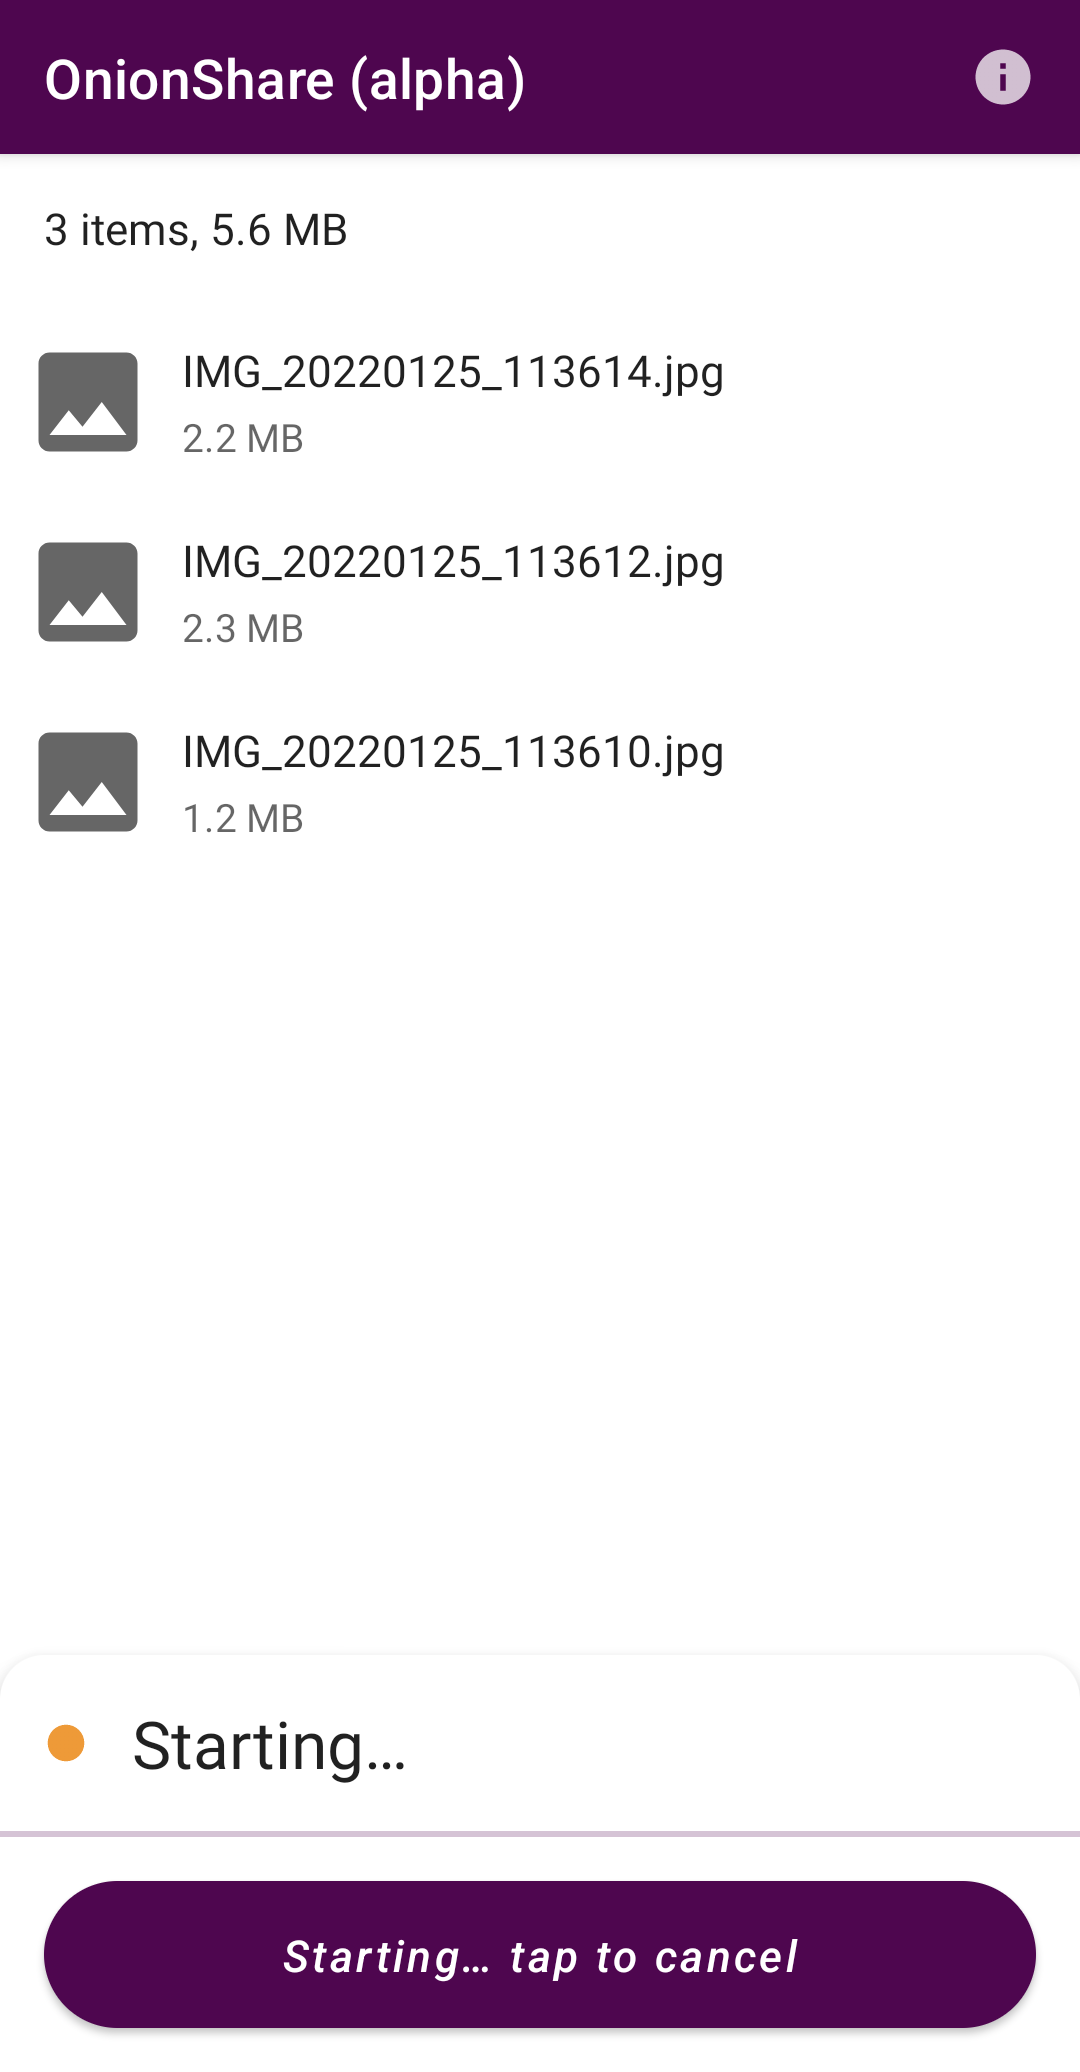 OnionShare (alpha)
3 items, 5.6 MB
IMG_20220125_113614.jpg
2.2 MB
IMG_20220125_113612.jpg
2.3 MB
IMG_20220125_113610.jpg
1.2 MB
Starting…
Starting… tap to cancel